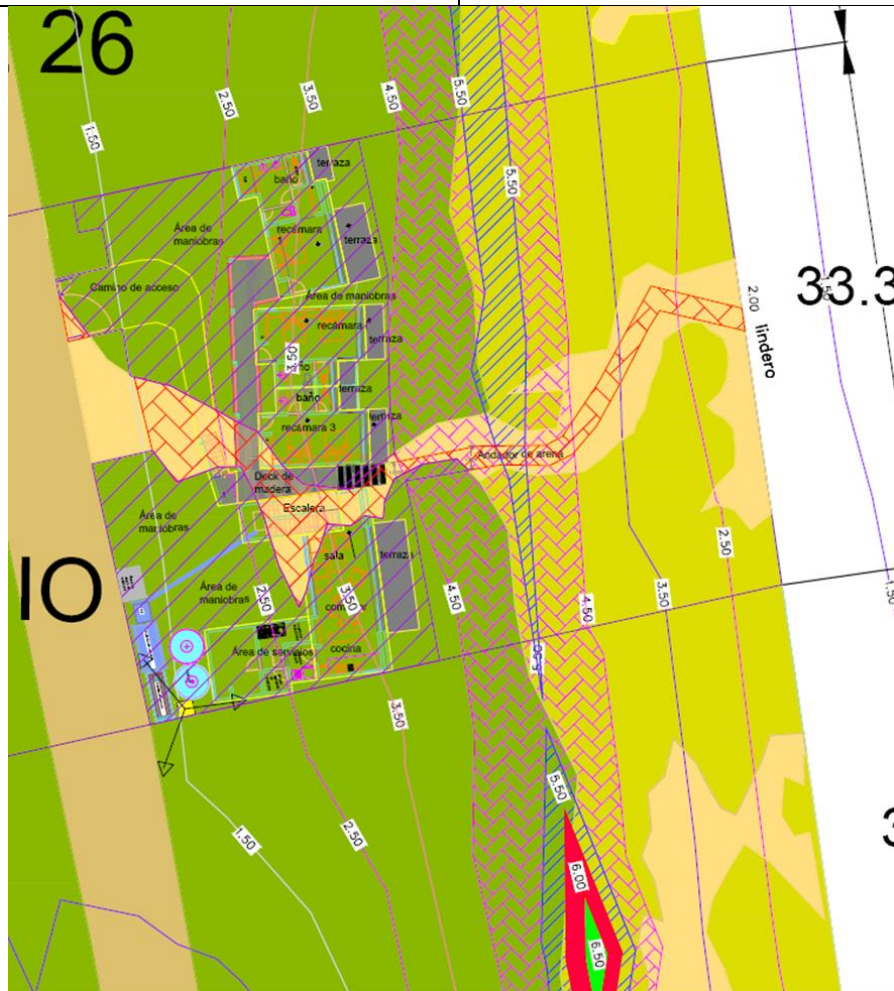 26
1.50
2.50
3.50
4.50
5.50
5.50
terraza
baño
Área de
maniobras
recámara
terraza
Camino de acceso
Área de maniobras
2.00
lindero
33.3
recámara
terraza
3.50
terraza
baño
terraza
recámara 3
Andador de arena
Deck de
madera
Escalera
Área de
maniobras
sala
terraza
2.50
IO
Área de
maniobras
2.50
3.50
4.50
4.50
3.50
1.50
Área de servicios
cocina
3.50
5.50
1.50
2.50
6.00
6.50